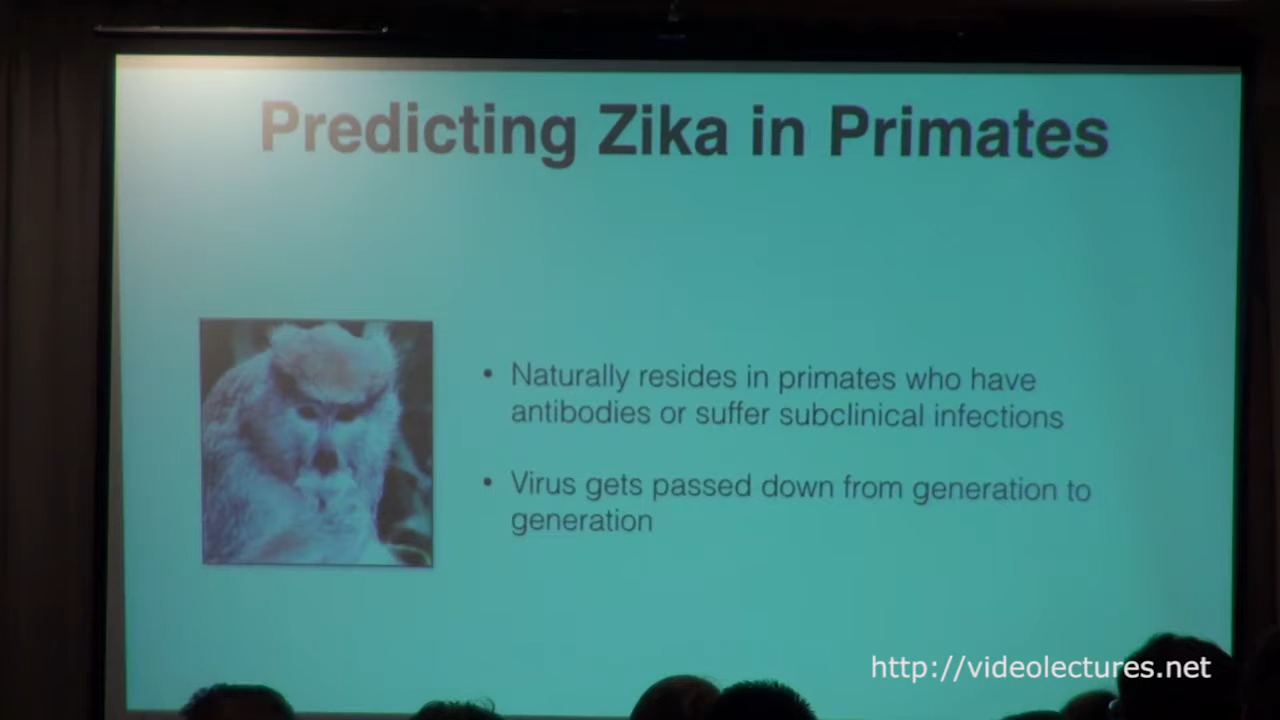 Predicting Zika in Primates
• Naturally resides in primates who have
antibodies or suffer subclinical infections
• Virus gets passed down from generation to
generation
http://videolectures.net